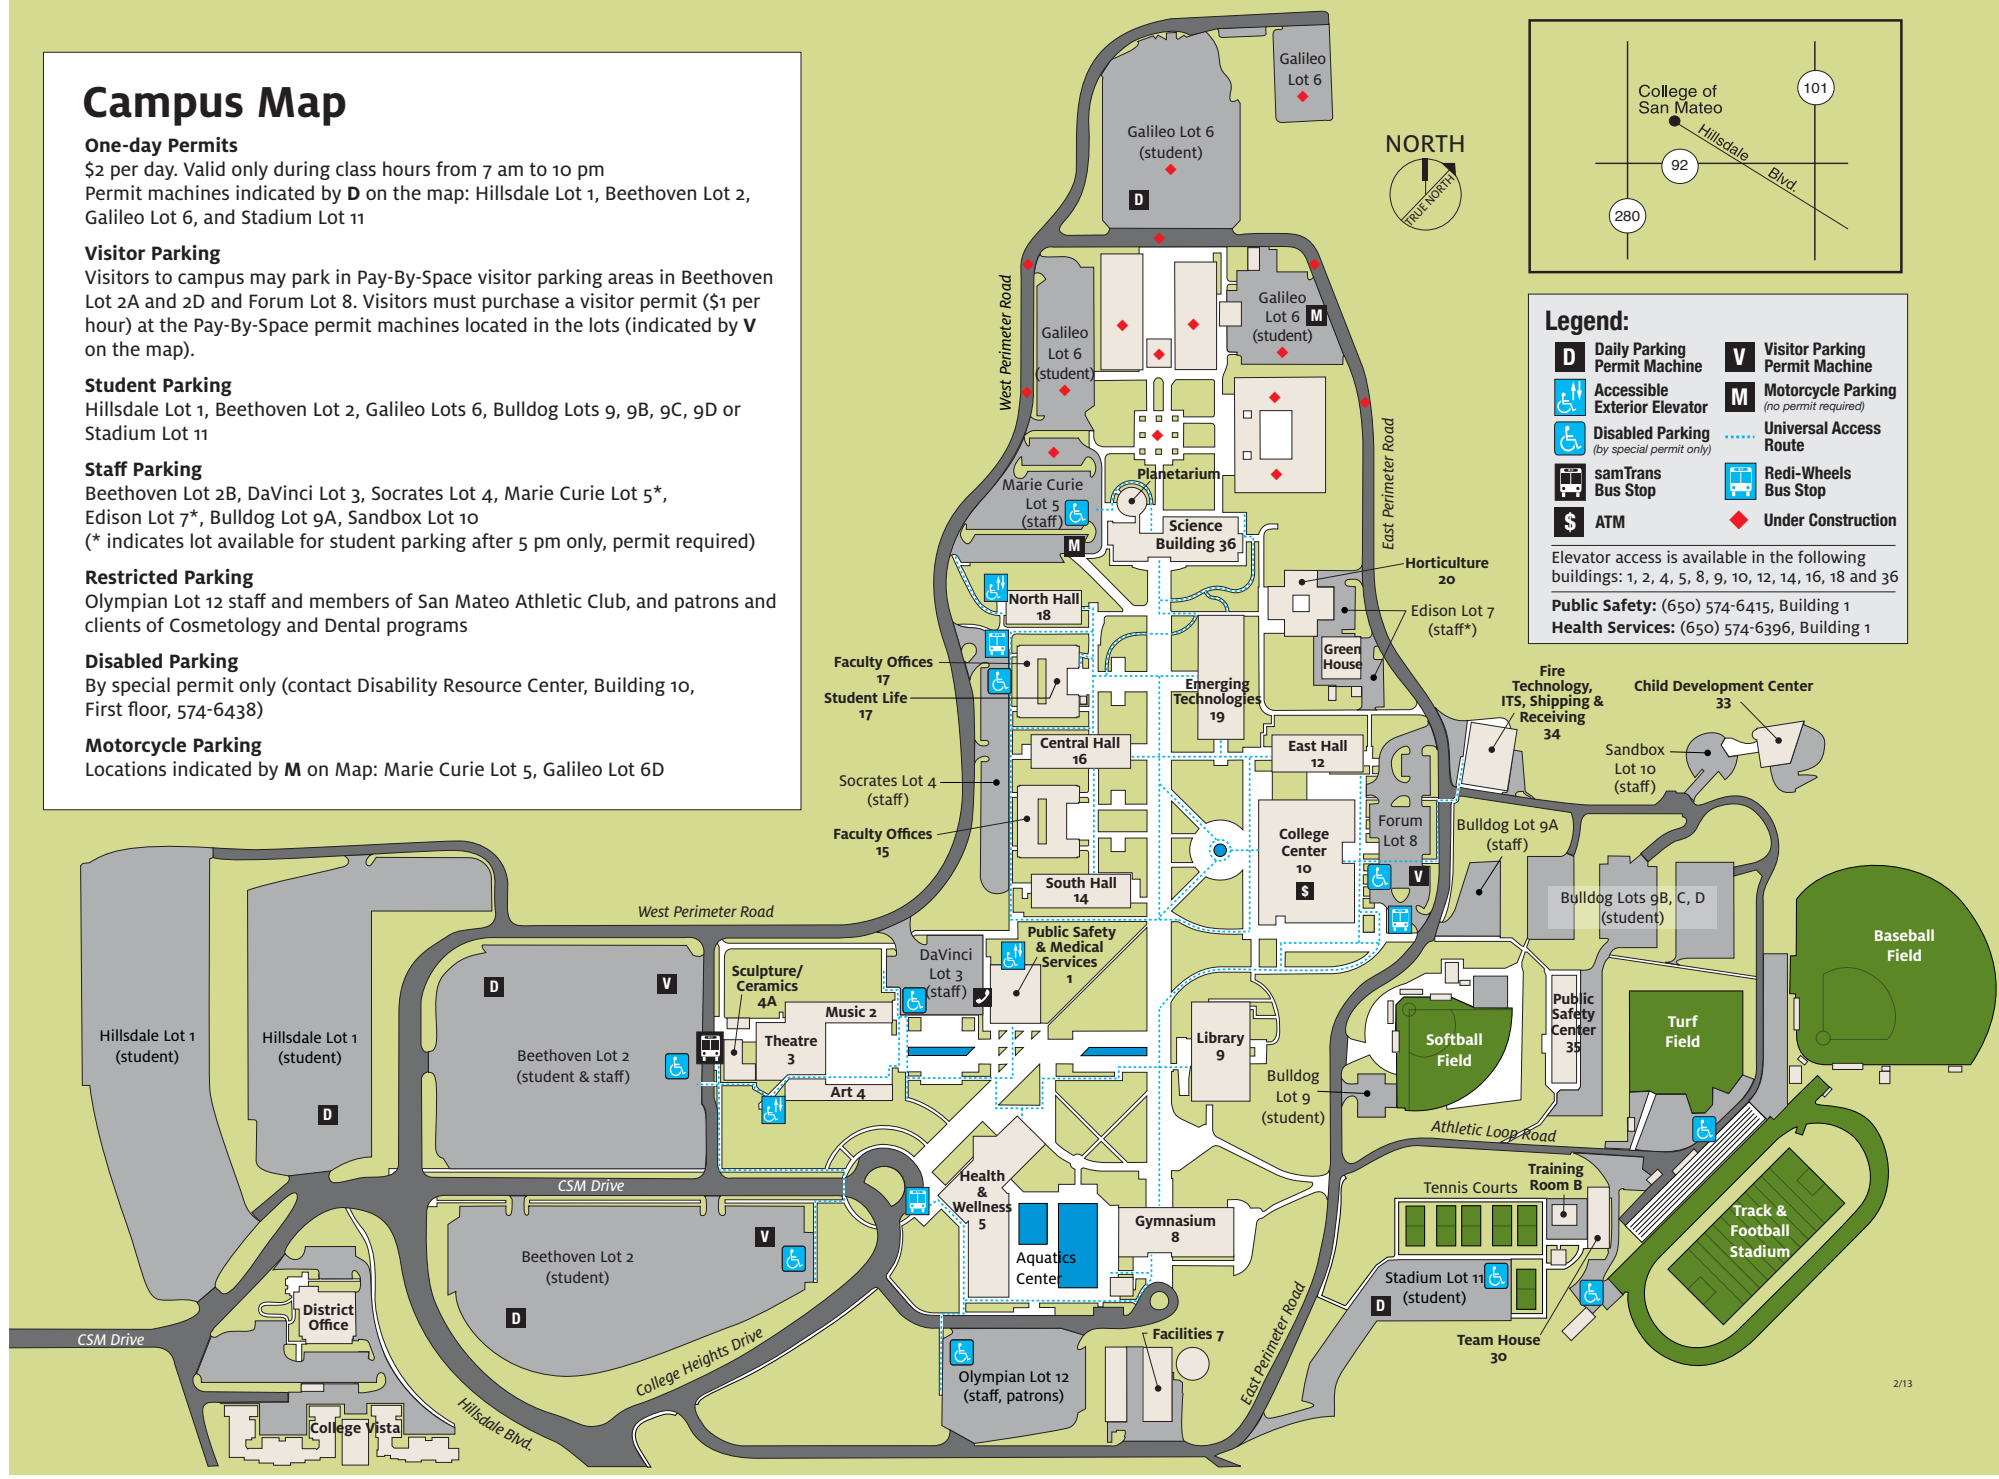 Campus Map
One-day Permits
$2 per day. Valid only during class hours from 7 am to 10 pm
Permit machines indicated by D on the map: Hillsdale Lot 1, Beethoven Lot 2,
Galileo Lot 6, and Stadium Lot 11
Visitor Parking
Visitors to campus may park in Pay-By-Space visitor parking areas in Beethoven
Lot 2A and 2D and Forum Lot 8. Visitors must purchase a visitor permit ($1 per
hour) at the Pay-By-Space permit machines located in the lots (indicated by V
on the map).
Student Parking
Hillsdale Lot 1, Beethoven Lot 2, Galileo Lots 6, Bulldog Lots 9, 9B, 9C, 9D or
Stadium Lot 11
Staff Parking
Beethoven Lot 2B, DaVinci Lot 3, Socrates Lot 4, Marie Curie Lot 5*,
Edison Lot 7*, Bulldog Lot 9A, Sandbox Lot 10
(* indicates lot available for student parking after 5 pm only, permit required)
Restricted Parking
Olympian Lot 12 staff and members of San Mateo Athletic Club, and patrons and
clients of Cosmetology and Dental programs
Disabled Parking
By special permit only (contact Disability Resource Center, Building 10,
First floor, 574-6438)
Motorcycle Parking
Locations indicated by M on Map: Marie Curie Lot 5, Galileo Lot 6D
Galileo
Lot 6
Galileo Lot 6
(student)
D
NORTH
TRUE NORTH
College of
San Mateo
101
Hillsdale
Blvd.
92
280
Legend:
D
Daily Parking
Permit Machine
V
Visitor Parking
Permit Machine
Accessible
Exterior Elevator
M
Motorcycle Parking
(no permit required)
Disabled Parking
(by special permit only)
Universal Access
Route
samTrans
Bus Stop
Redi-Wheels
Bus Stop
$
ATM
Under Construction
Elevator access is available in the following
buildings: 1, 2, 4, 5, 8, 9, 10, 12, 14, 16, 18 and 36
Public Safety: (650) 574-6415, Building 1
Health Services: (650) 574-6396, Building 1
West Perimeter Road
Galileo
Lot 6
(student)
Galileo
Lot 6
(student)
M
East Perimeter Road
Planetarium
Marie Curie
Lot 5
(staff)
M
Science
Building 36
Horticulture
20
Edison Lot 7
(staff*)
Green
House
North Hall
18
Faculty Offices
17
Student Life
17
Emerging
Technologies
19
Central Hall
16
East Hall
12
Fire
Technology,
ITS, Shipping &
Receiving
34
Child Development Center
33
Sandbox
Lot 10
(staff)
Socrates Lot 4
(staff)
Faculty Offices
15
College
Center
10
$
Forum
Lot 8
V
Bulldog Lot 9A
(staff)
Bulldog Lots 9B, C, D
(student)
South Hall
14
West Perimeter Road
Public Safety
& Medical
Services
1
DaVinci
Lot 3
(staff)
Baseball
Field
Hillsdale Lot 1
(student)
Hillsdale Lot 1
(student)
D
D
V
Beethoven Lot 2
(student & staff)
Sculpture/
Ceramics
4A
Music 2
Theatre
3
Art 4
Library
9
Softball
Field
Public
Safety
Center
35
Turf
Field
Bulldog
Lot 9
(student)
Athletic Loop Road
CSM Drive
Health
&
Wellness
5
Gymnasium
8
Aquatics
Center
Tennis Courts
Training
Room B
Track &
Football
Stadium
Beethoven Lot 2
(student)
V
D
Stadium Lot 11
(student)
D
Team House
30
District
Office
CSM Drive
College Heights Drive
Hillsdale Blvd.
College Vista
Olympian Lot 12
(staff, patrons)
Facilities 7
East Perimeter Road
2/13